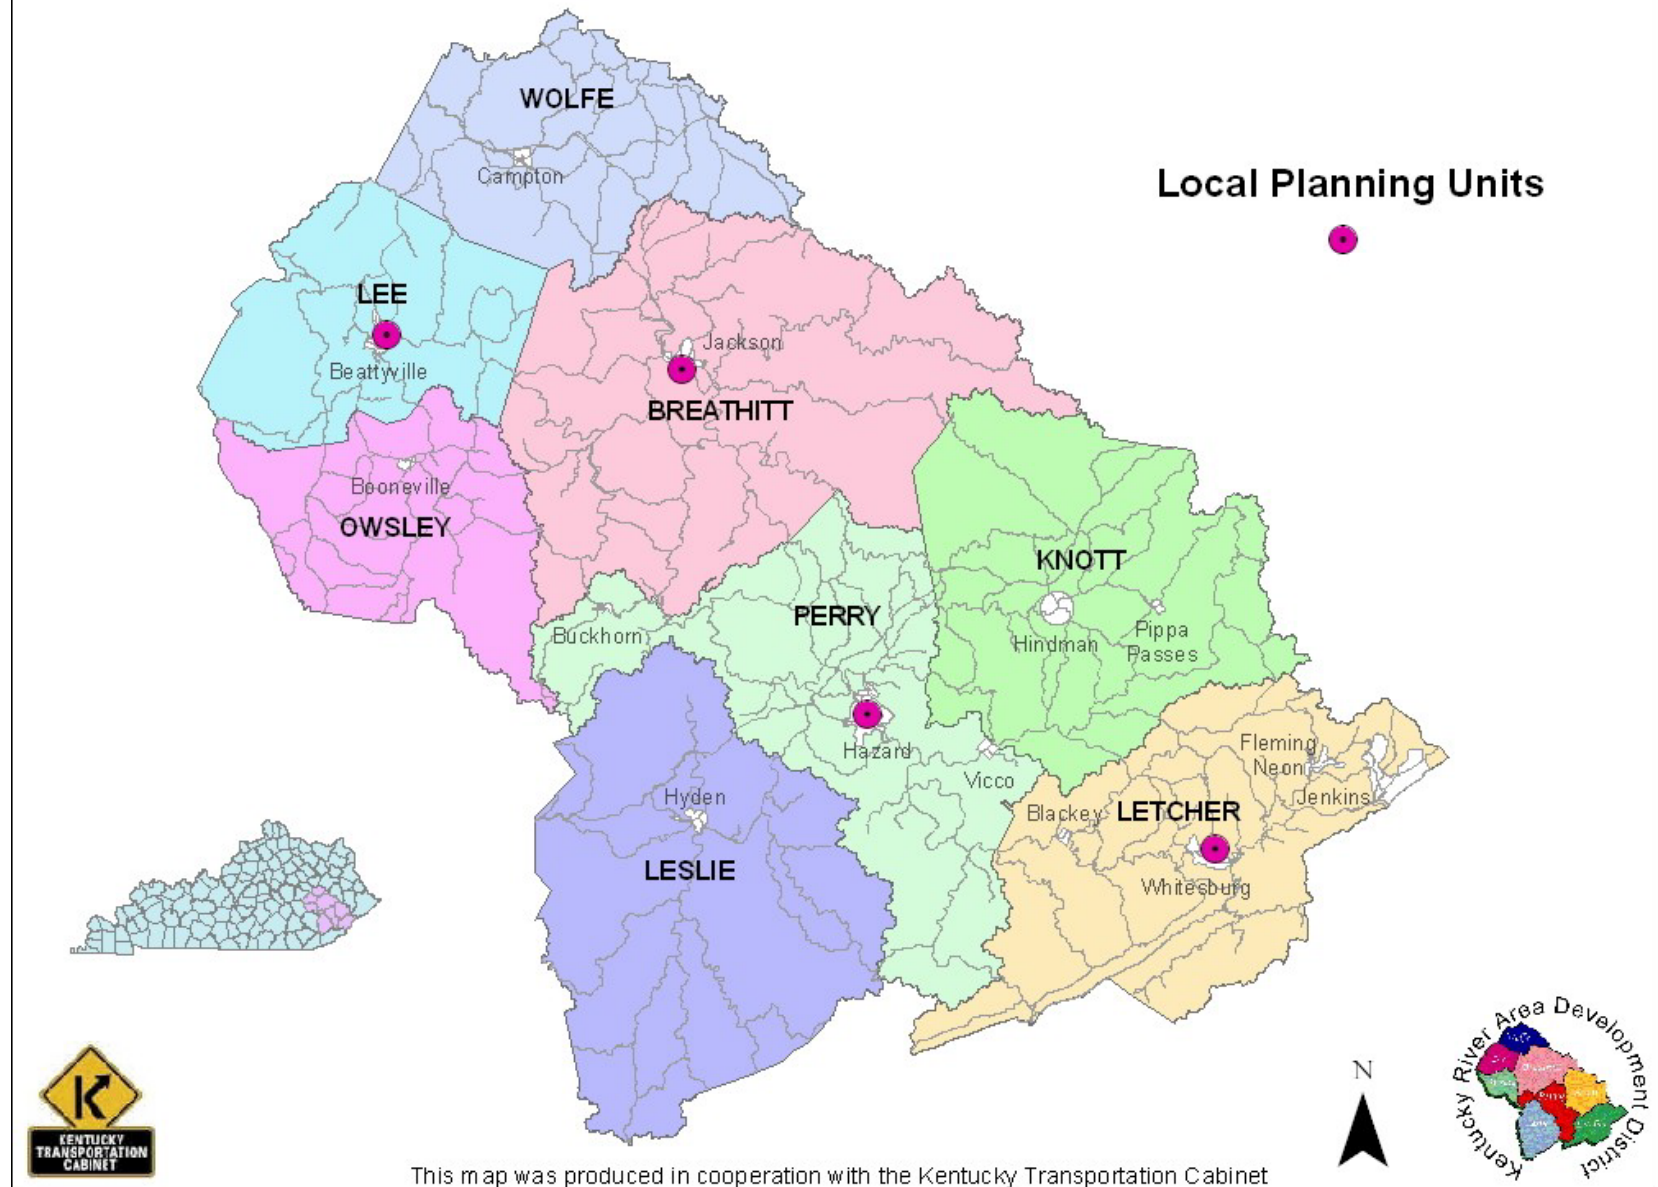 WOLFE
Campton
Local Planning Units
LEE
Beattyville
Jackson
BREATHITT
Booneville
OWSLEY
KNOTT
Hindman
Pippa
Passes
PERRY
Buckhorn
Hazard
Vicco
Fleming
Neon
Jenkins
Blackey
LETCHER
Whitesburg
Hyden
LESLIE
KENTUCKY
TRANSPORTATION
CABINET
N
Kentucky River Area Development District
This map was produced in cooperation with the Kentucky Transportation Cabinet